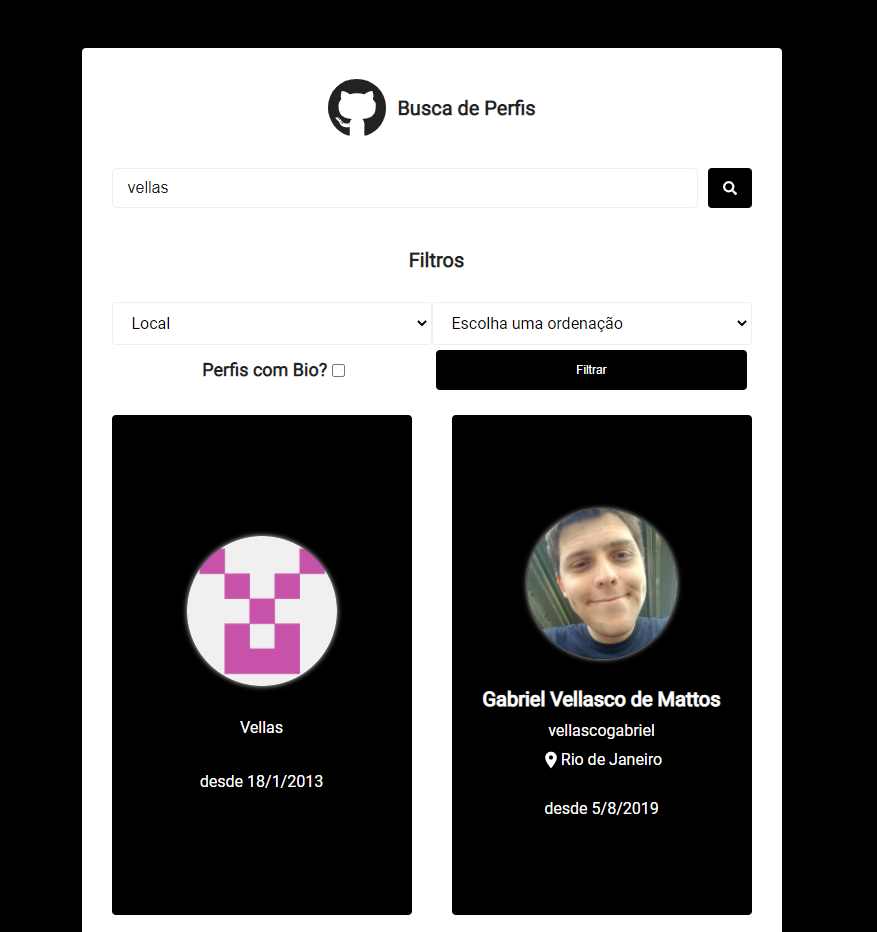 Busca de Perfis
vellas
Filtros
Local
Escolha uma ordenação
Perfis com Bio?
Filtrar
Vellas
desde 18/1/2013
Gabriel Vellasco de Mattos
vellascogabriel
Rio de Janeiro
desde 5/8/2019